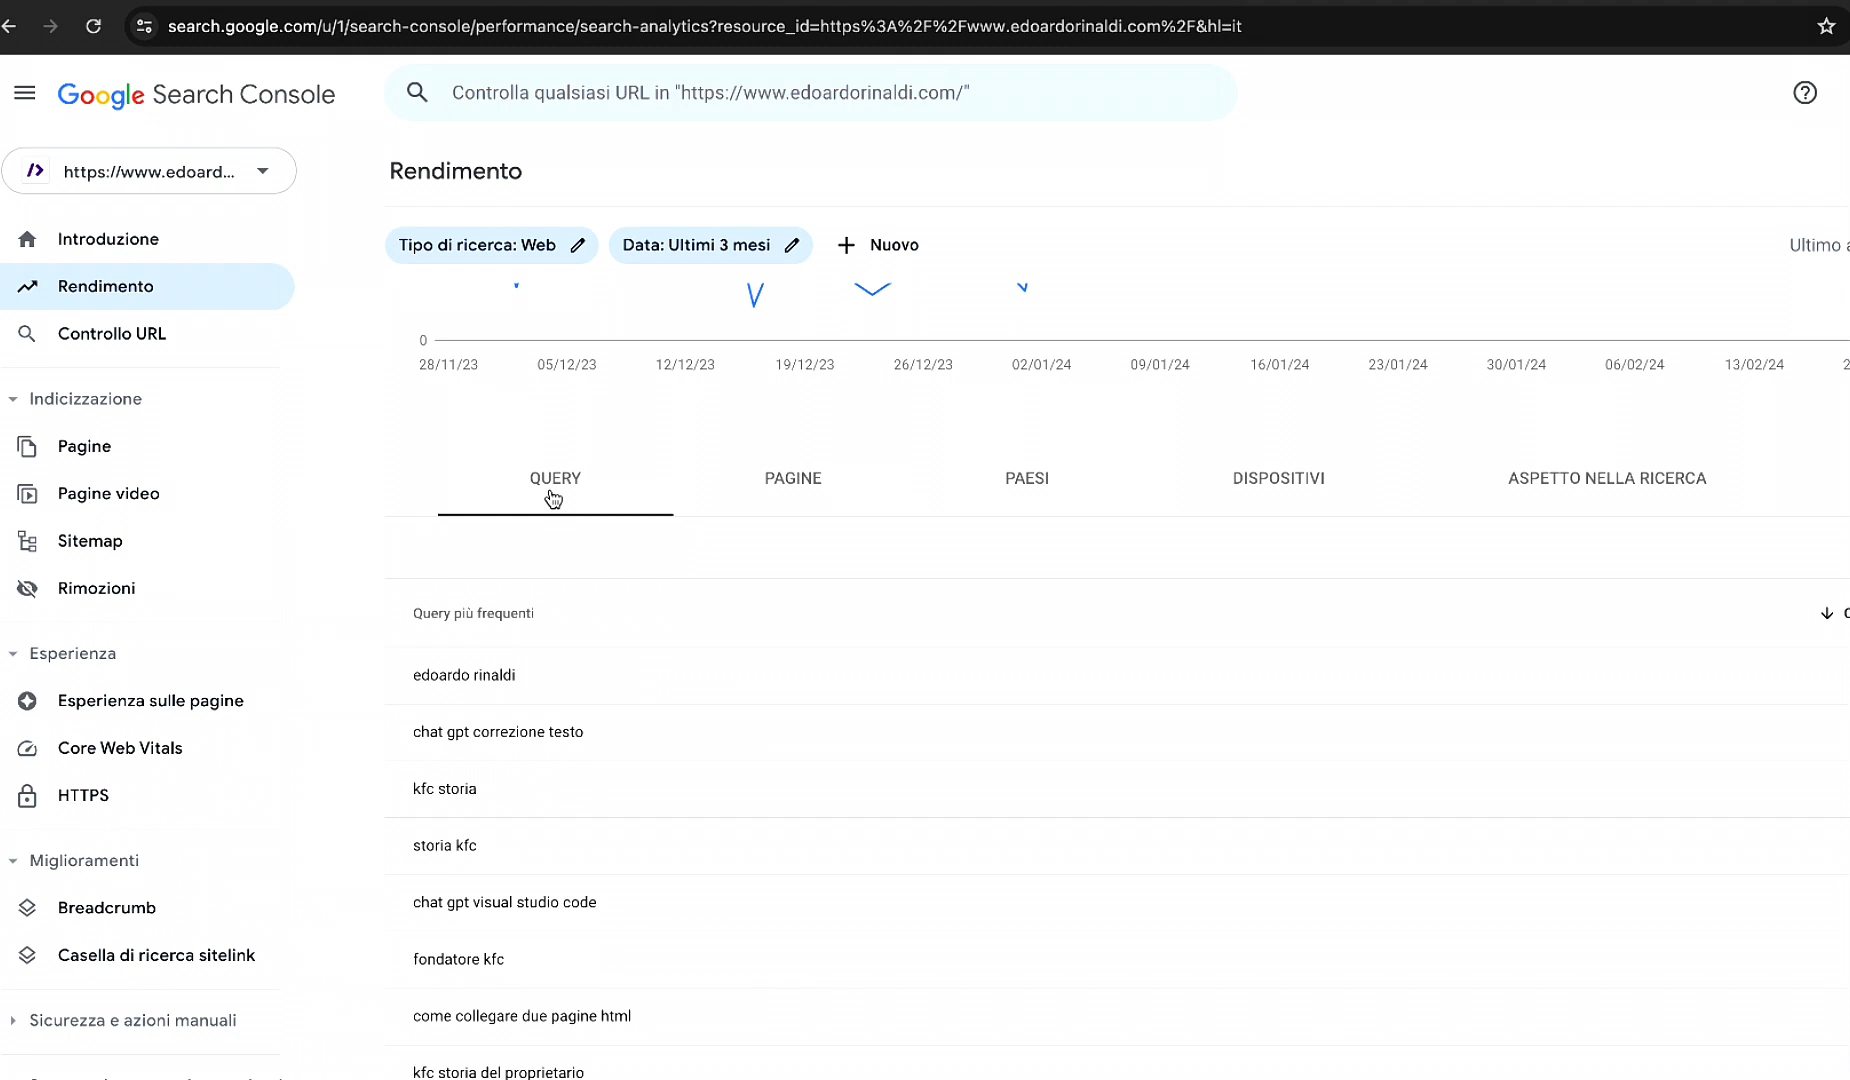 search.google.com/u/1/search-console/performance/search-analytics?resource_id=https%3A%2F%2Fwww.edoardorinaldi.com%2F&hl=it
Google Search Console
Controlla qualsiasi URL in "https://www.edoardorinaldi.com/"
https://www.edoard...
Rendimento
Tipo di ricerca: Web
Data: Ultimi 3 mesi
Nuovo
Ultimo
Introduzione
Rendimento
Controllo URL
Indicizzazione
Pagine
Pagine video
Sitemap
Rimozioni
Esperienza
Esperienza sulle pagine
Core Web Vitals
HTTPS
Miglioramenti
Breadcrumb
Casella di ricerca sitelink
Sicurezza e azioni manuali
0
28/11/23 05/12/23 12/12/23 19/12/23 26/12/23 02/01/24 09/01/24 16/01/24 23/01/24 30/01/24 06/02/24 13/02/24
QUERY PAGINE PAESI DISPOSITIVI ASPETTO NELLA RICERCA
Query più frequenti
edoardo rinaldi
chat gpt correzione testo
kfc storia
storia kfc
chat gpt visual studio code
fondatore kfc
come collegare due pagine html
kfc storia del proprietario